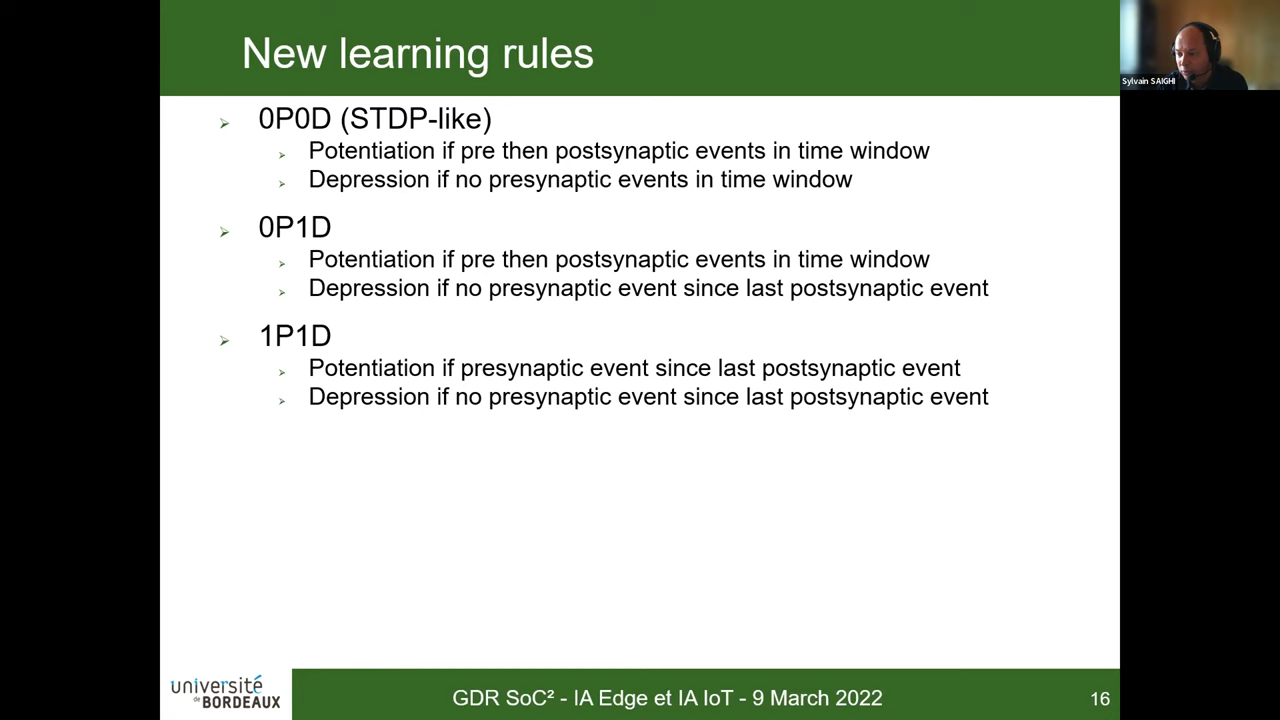 New learning rules
Sylvain SAIGHI
0P0D (STDP-like)
Potentiation if pre then postsynaptic events in time window
Depression if no presynaptic events in time window
0P1D
Potentiation if pre then postsynaptic events in time window
Depression if no presynaptic event since last postsynaptic event
1P1D
Potentiation if presynaptic event since last postsynaptic event
Depression if no presynaptic event since last postsynaptic event
université
de BORDEAUX
GDR SoC² - IA Edge et IA IoT - 9 March 2022
16